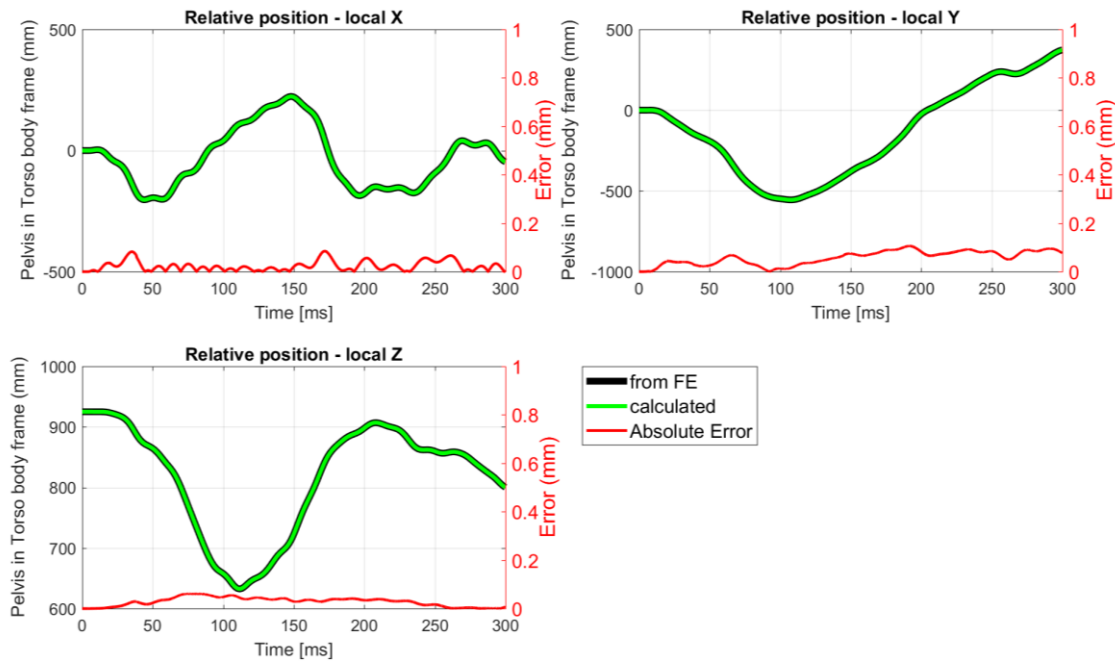 Relative position - local X
Pelvis in Torso body frame (mm)
500
0
-500
1
0.8
0.6
0.4
0.2
0
Error (mm)
0 50 100 150 200 250 300
Time [ms]
Relative position - local Y
Pelvis in Torso body frame (mm)
500
0
-500
-1000
1
0.8
0.6
0.4
0.2
0
Error (mm)
0 50 100 150 200 250 300
Time [ms]
Relative position - local Z
Pelvis in Torso body frame (mm)
1000
900
800
700
600
1
0.8
0.6
0.4
0.2
0
Error (mm)
0 50 100 150 200 250 300
Time [ms]
from FE
calculated
Absolute Error